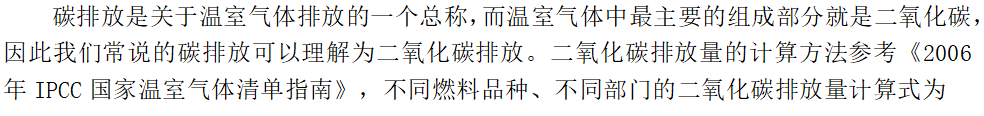 碳排放是关于温室气体排放的一个总称，而温室气体中最主要的组成部分就是二氧化碳，
因此我们常说的碳排放可以理解为二氧化碳排放。二氧化碳排放量的计算方法参考《2006
年 IPCC 国家温室气体清单指南》，不同燃料品种、不同部门的二氧化碳排放量计算式为